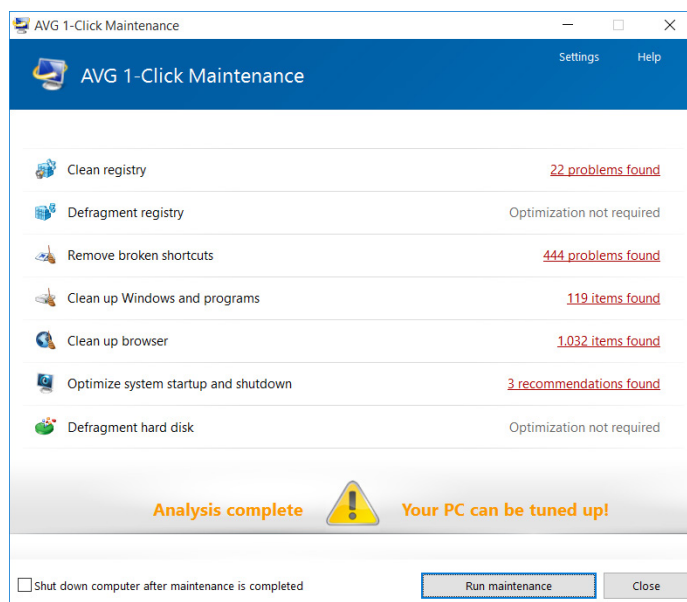 AVG 1-Click Maintenance
Settings Help
AVG 1-Click Maintenance
Clean registry 22 problems found
Defragment registry Optimization not required
Remove broken shortcuts 444 problems found
Clean up Windows and programs 119 items found
Clean up browser 1.032 items found
Optimize system startup and shutdown 3 recommendations found
Defragment hard disk Optimization not required
Analysis complete Your PC can be tuned up!
Shut down computer after maintenance is completed Run maintenance Close